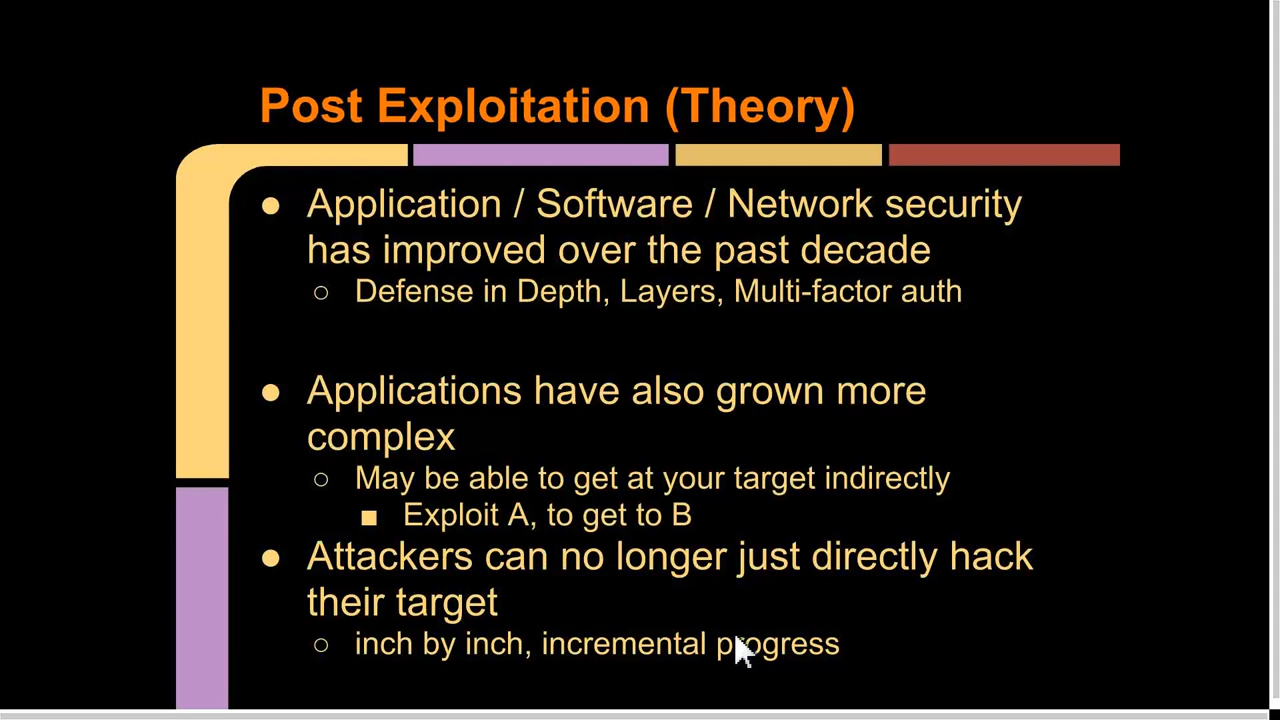 Post Exploitation (Theory)
● Application / Software / Network security
has improved over the past decade
○ Defense in Depth, Layers, Multi-factor auth
● Applications have also grown more
complex
○ May be able to get at your target indirectly
■ Exploit A, to get to B
● Attackers can no longer just directly hack
their target
○ inch by inch, incremental progress